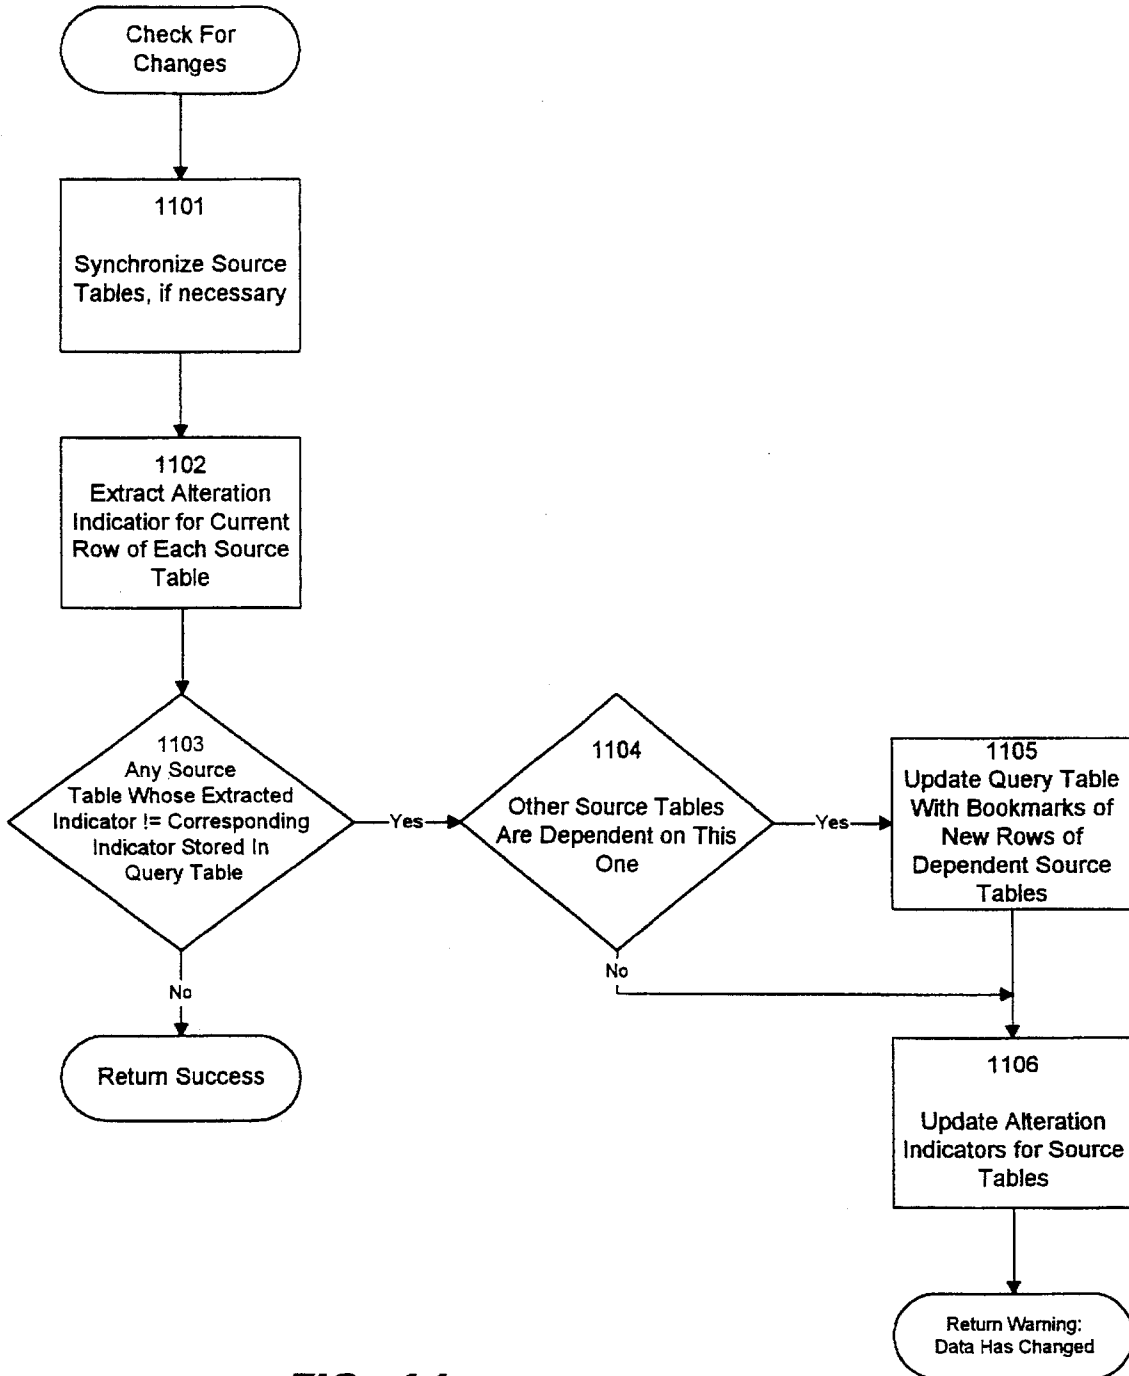 Check For
Changes
1101
Synchronize Source
Tables, if necessary
1102
Extract Alteration
Indicatior for Current
Row of Each Source
Table
1103
Any Source
Table Whose Extracted
Indicator != Corresponding
Indicator Stored In
Query Table
Yes
1104
Other Source Tables
Are Dependent on This
One
Yes
1105
Update Query Table
With Bookmarks of
New Rows of
Dependent Source
Tables
No
No
Return Success
1106
Update Alteration
Indicators for Source
Tables
Return Warning:
Data Has Changed